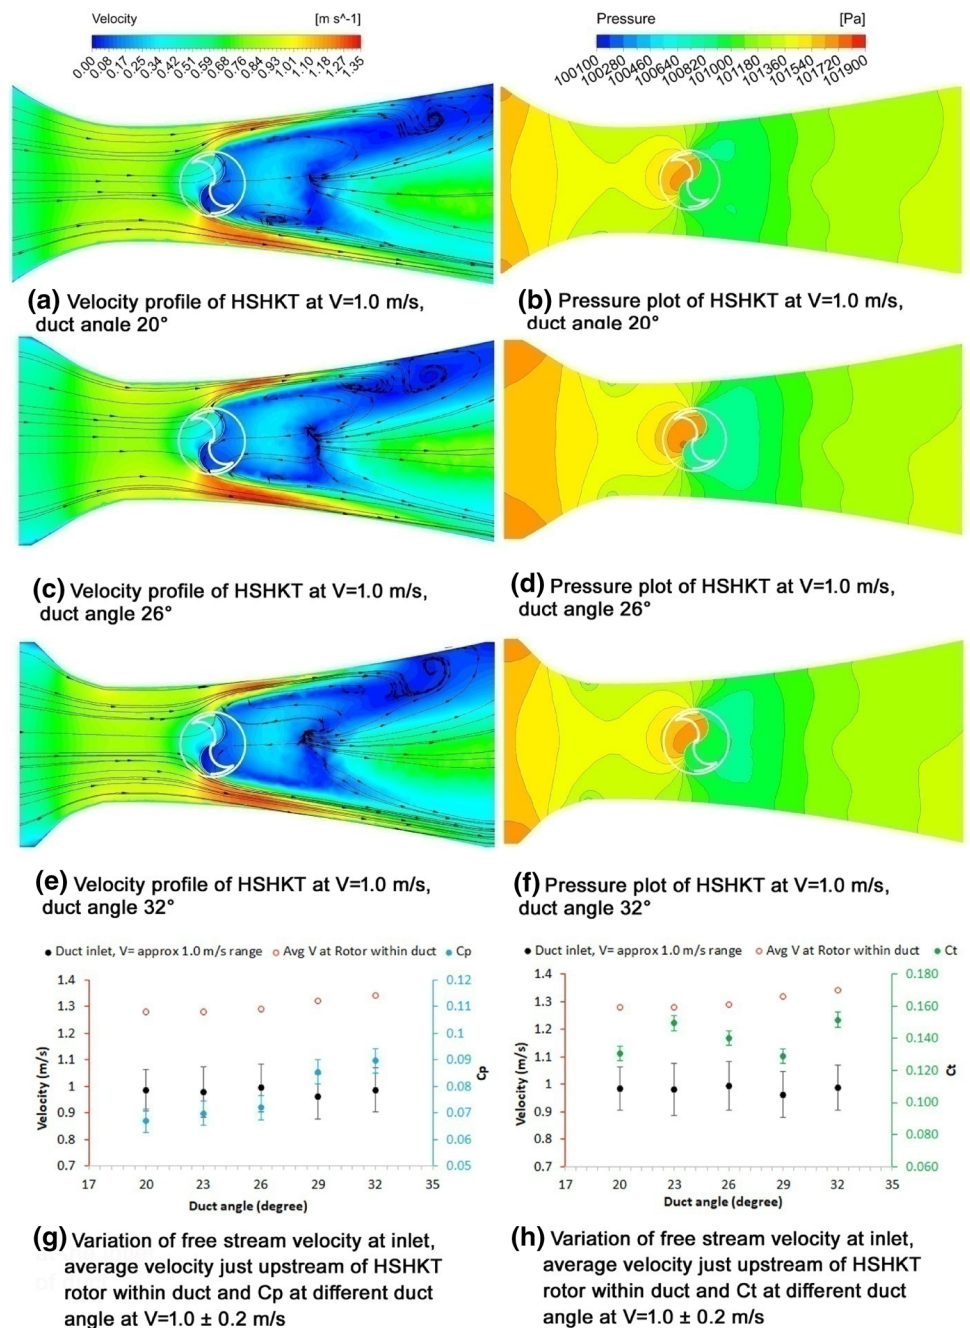 Velocity [m s^-1]
0.00 0.08 0.17 0.25 0.34 0.42 0.51 0.59 0.68 0.76 0.84 0.93 1.01 1.10 1.18 1.27 1.35
Pressure [Pa]
100100 100280 100460 100640 100820 101000 101180 101360 101540 101720 101900
(a) Velocity profile of HSHKT at V=1.0 m/s,
duct angle 20°
(b) Pressure plot of HSHKT at V=1.0 m/s,
duct angle 20°
(c) Velocity profile of HSHKT at V=1.0 m/s,
duct angle 26°
(d) Pressure plot of HSHKT at V=1.0 m/s,
duct angle 26°
(e) Velocity profile of HSHKT at V=1.0 m/s,
duct angle 32°
(f) Pressure plot of HSHKT at V=1.0 m/s,
duct angle 32°
Duct inlet, V= approx 1.0 m/s range Avg V at Rotor within duct Cp
1.4 0.12
1.3 0.11
1.2 0.1
1.1 0.09
1 0.08
0.9 0.07
0.8 0.06
0.7 0.05
Velocity (m/s)
Cp
17 20 23 26 29 32 35
Duct angle (degree)
Duct inlet, V= approx 1.0 m/s range Avg V at Rotor within duct Ct
1.4 0.180
1.3 0.160
1.2 0.140
1.1 0.120
1 0.100
0.9 0.080
0.8 0.060
0.7
Velocity (m/s)
Ct
17 20 23 26 29 32 35
Duct angle (degree)
(g) Variation of free stream velocity at inlet,
average velocity just upstream of HSHKT
rotor within duct and Cp at different duct
angle at V=1.0 ± 0.2 m/s
(h) Variation of free stream velocity at inlet,
average velocity just upstream of HSHKT
rotor within duct and Ct at different duct
angle at V=1.0 ± 0.2 m/s